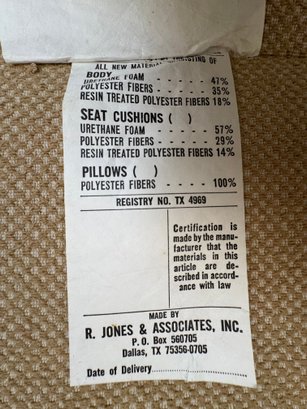 ALL NEW MATERIAL CONSISTING OF
BODY
URETHANE FOAM - - - - - 47%
POLYESTER FIBERS - - - - 35%
RESIN TREATED POLYESTER FIBERS 18%
SEAT CUSHIONS ( )
URETHANE FOAM - - - - - 57%
POLYESTER FIBERS - - - - 29%
RESIN TREATED POLYESTER FIBERS 14%
PILLOWS ( )
POLYESTER FIBERS - - - - 100%
REGISTRY NO. TX 4969
Certification is
made by the manu-
facturer that the
materials in this
article are de-
scribed in accord-
ance with law
MADE BY
R. JONES & ASSOCIATES, INC.
P. O. Box 560705
Dallas, TX 75356-0705
Date of Delivery